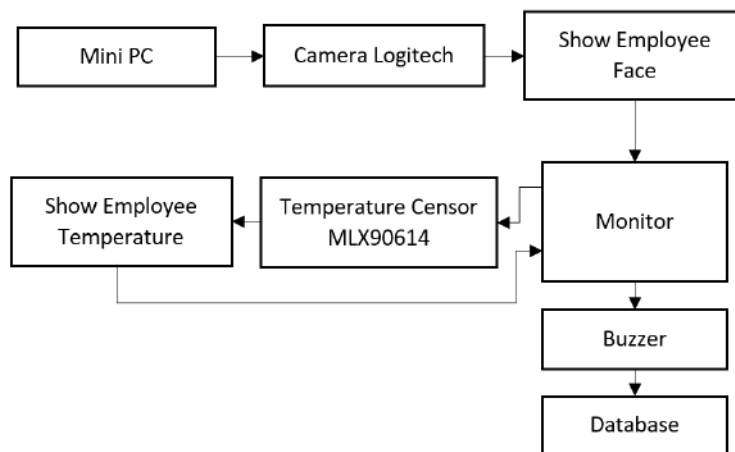 Mini PC
Camera Logitech
Show Employee
Face
Show Employee
Temperature
Temperature Censor
MLX90614
Monitor
Buzzer
Database